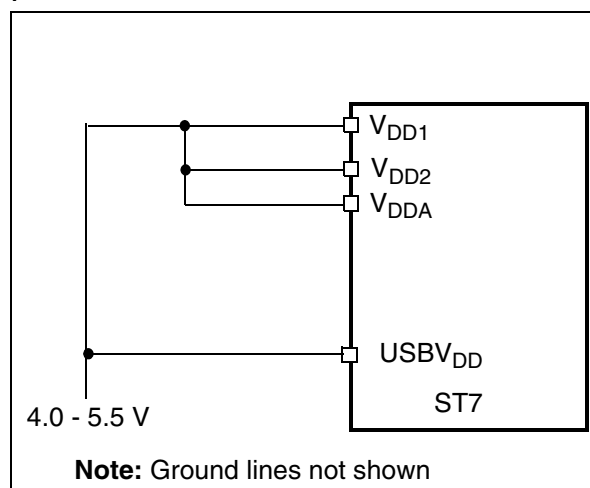 VDD1
VDD2
VDDA
USBVDD
ST7
4.0 - 5.5 V
Note: Ground lines not shown